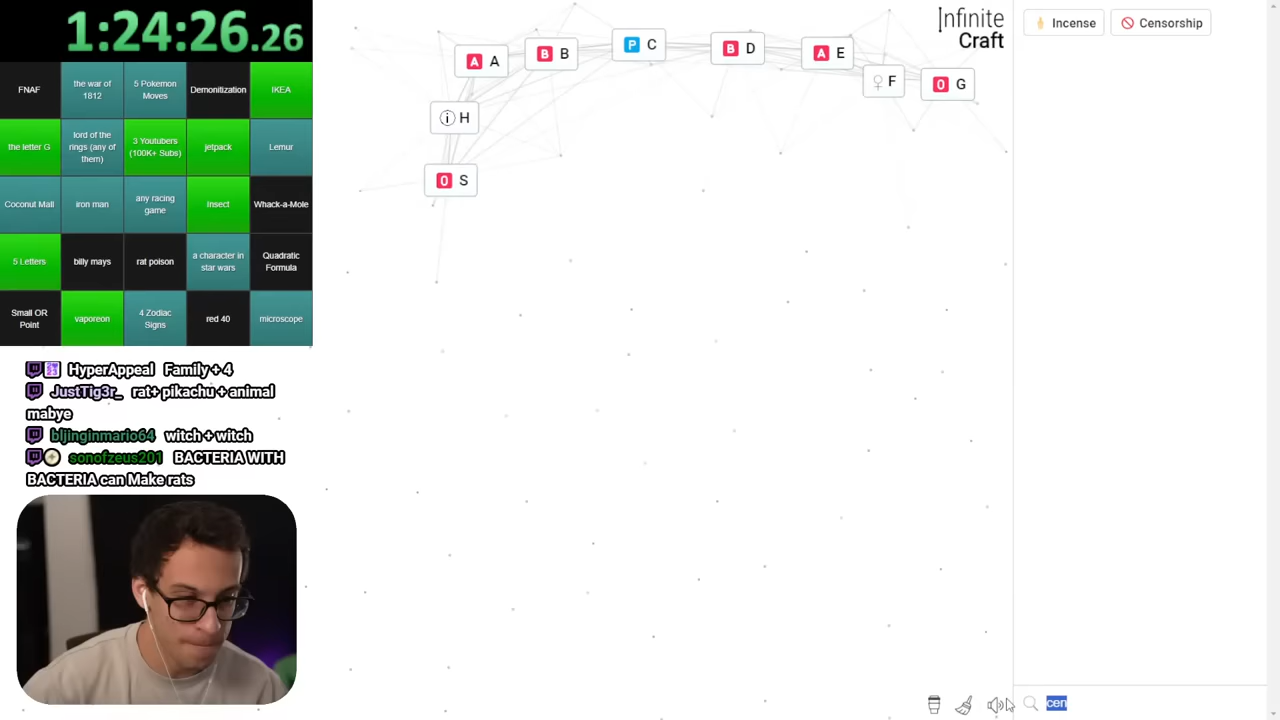 1:24:26.26
FNAF
the war of
1812
5 Pokemon
Moves
Demonitization
IKEA
the letter G
lord of the
rings (any of
them)
3 Youtubers
(100K+ Subs)
jetpack
Lemur
Coconut Mall
iron man
any racing
game
Insect
Whack-a-Mole
5 Letters
billy mays
rat poison
a character in
star wars
Quadratic
Formula
Small OR
Point
vaporeon
4 Zodiac
Signs
red 40
microscope
HyperAppeal Family + 4
JustTig3r_ rat+ pikachu + animal
mabye
bljinginmario64 witch + witch
sonofzeus201 BACTERIA WITH
BACTERIA can Make rats
A A
B B
P C
B D
A E
♀ F
O G
i H
O S
Infinite
Craft
Incense
Censorship
cen